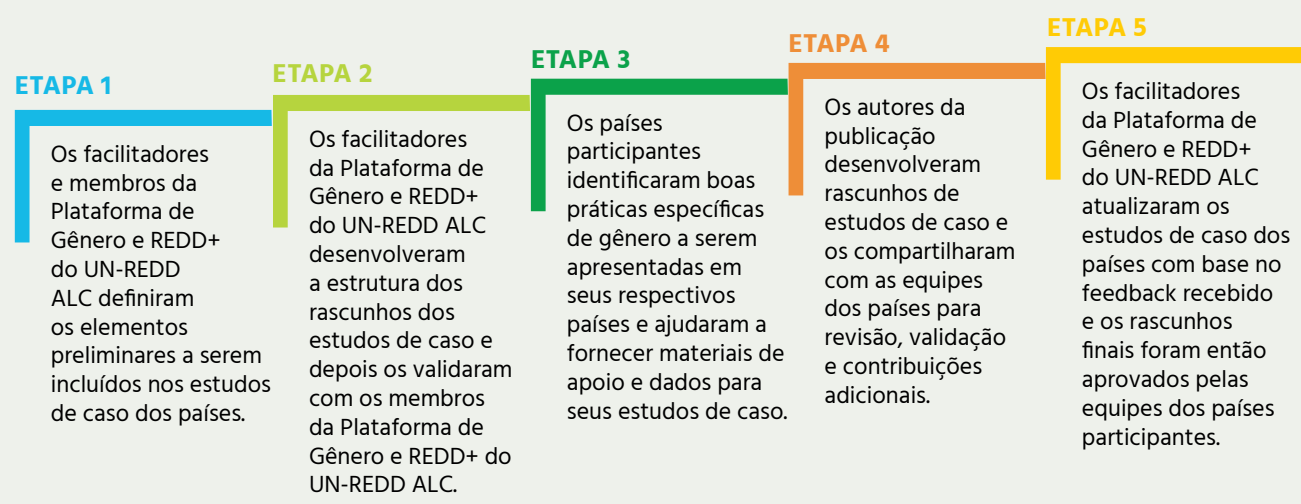 ETAPA 1
Os facilitadores
e membros da
Plataforma de
Gênero e REDD+
do UN-REDD
ALC definiram
os elementos
preliminares a serem
incluídos nos estudos
de caso dos países.
ETAPA 2
Os facilitadores
da Plataforma de
Gênero e REDD+
do UN-REDD ALC
desenvolveram
a estrutura dos
rascunhos dos
estudos de caso e
depois os validaram
com os membros
da Plataforma de
Gênero e REDD+ do
UN-REDD ALC.
ETAPA 3
Os países
participantes
identificaram boas
práticas específicas
de gênero a serem
apresentadas em
seus respectivos
países e ajudaram a
fornecer materiais de
apoio e dados para
seus estudos de caso.
ETAPA 4
Os autores da
publicação
desenvolveram
rascunhos de
estudos de caso e
os compartilharam
com as equipes
dos países para
revisão, validação
e contribuições
adicionais.
ETAPA 5
Os facilitadores
da Plataforma de
Gênero e REDD+
do UN-REDD ALC
atualizaram os
estudos de caso dos
países com base no
feedback recebido
e os rascunhos
finais foram então
aprovados pelas
equipes dos países
participantes.